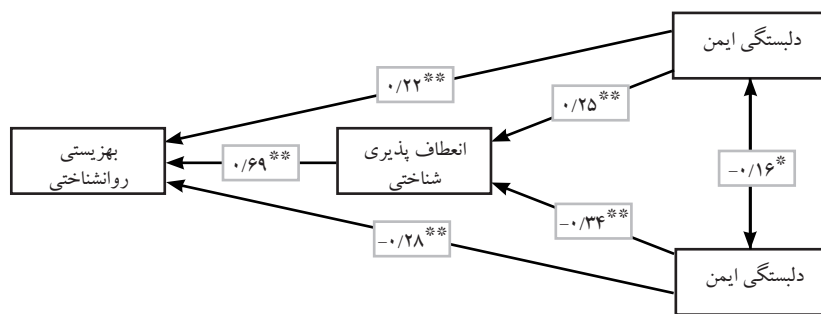 دلبستگی ایمن
۰/۲۲**
۰/۲۵**
بهزیستی
روانشناختی
۰/۶۹**
انعطاف پذیری
شناختی
-۰/۱۶*
-۰/۳۴**
-۰/۲۸**
دلبستگی ایمن